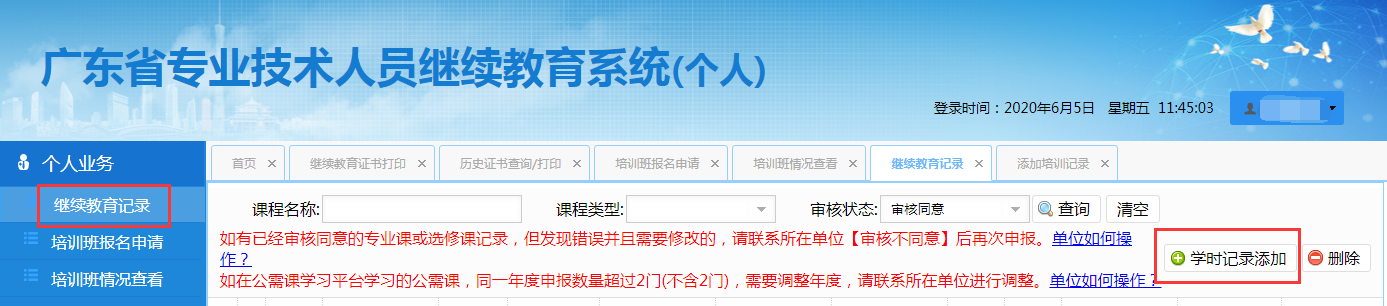 广东省专业技术人员继续教育系统(个人)
登录时间：2020年6月5日 星期五 11:45:03
个人业务
继续教育记录
培训班报名申请
培训班情况查看
首页 × 继续教育证书打印 × 历史证书查询/打印 × 培训班报名申请 × 培训班情况查看 × 继续教育记录 × 添加培训记录 ×
课程名称: 课程类型: 审核状态: 审核同意 查询 清空
如有已经审核同意的专业课或选修课记录，但发现错误并且需要修改的，请联系所在单位【审核不同意】后再次申报。单位如何操
作？
如在公需课学习平台学习的公需课，同一年度申报数量超过2门(不含2门)，需要调整年度，请联系所在单位进行调整。单位如何操作？
学时记录添加 删除